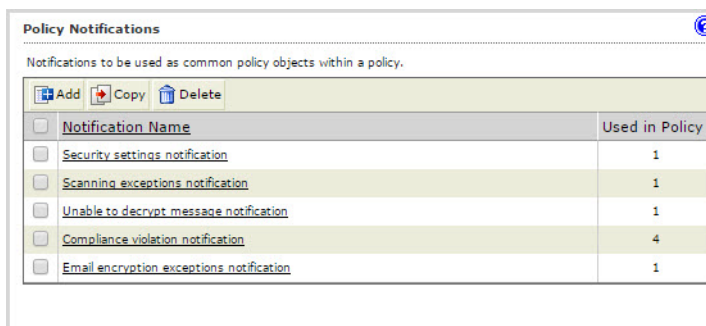 Policy Notifications
Notifications to be used as common policy objects within a policy.
Add Copy Delete
Notification Name Used in Policy
Security settings notification 1
Scanning exceptions notification 1
Unable to decrypt message notification 1
Compliance violation notification 4
Email encryption exceptions notification 1